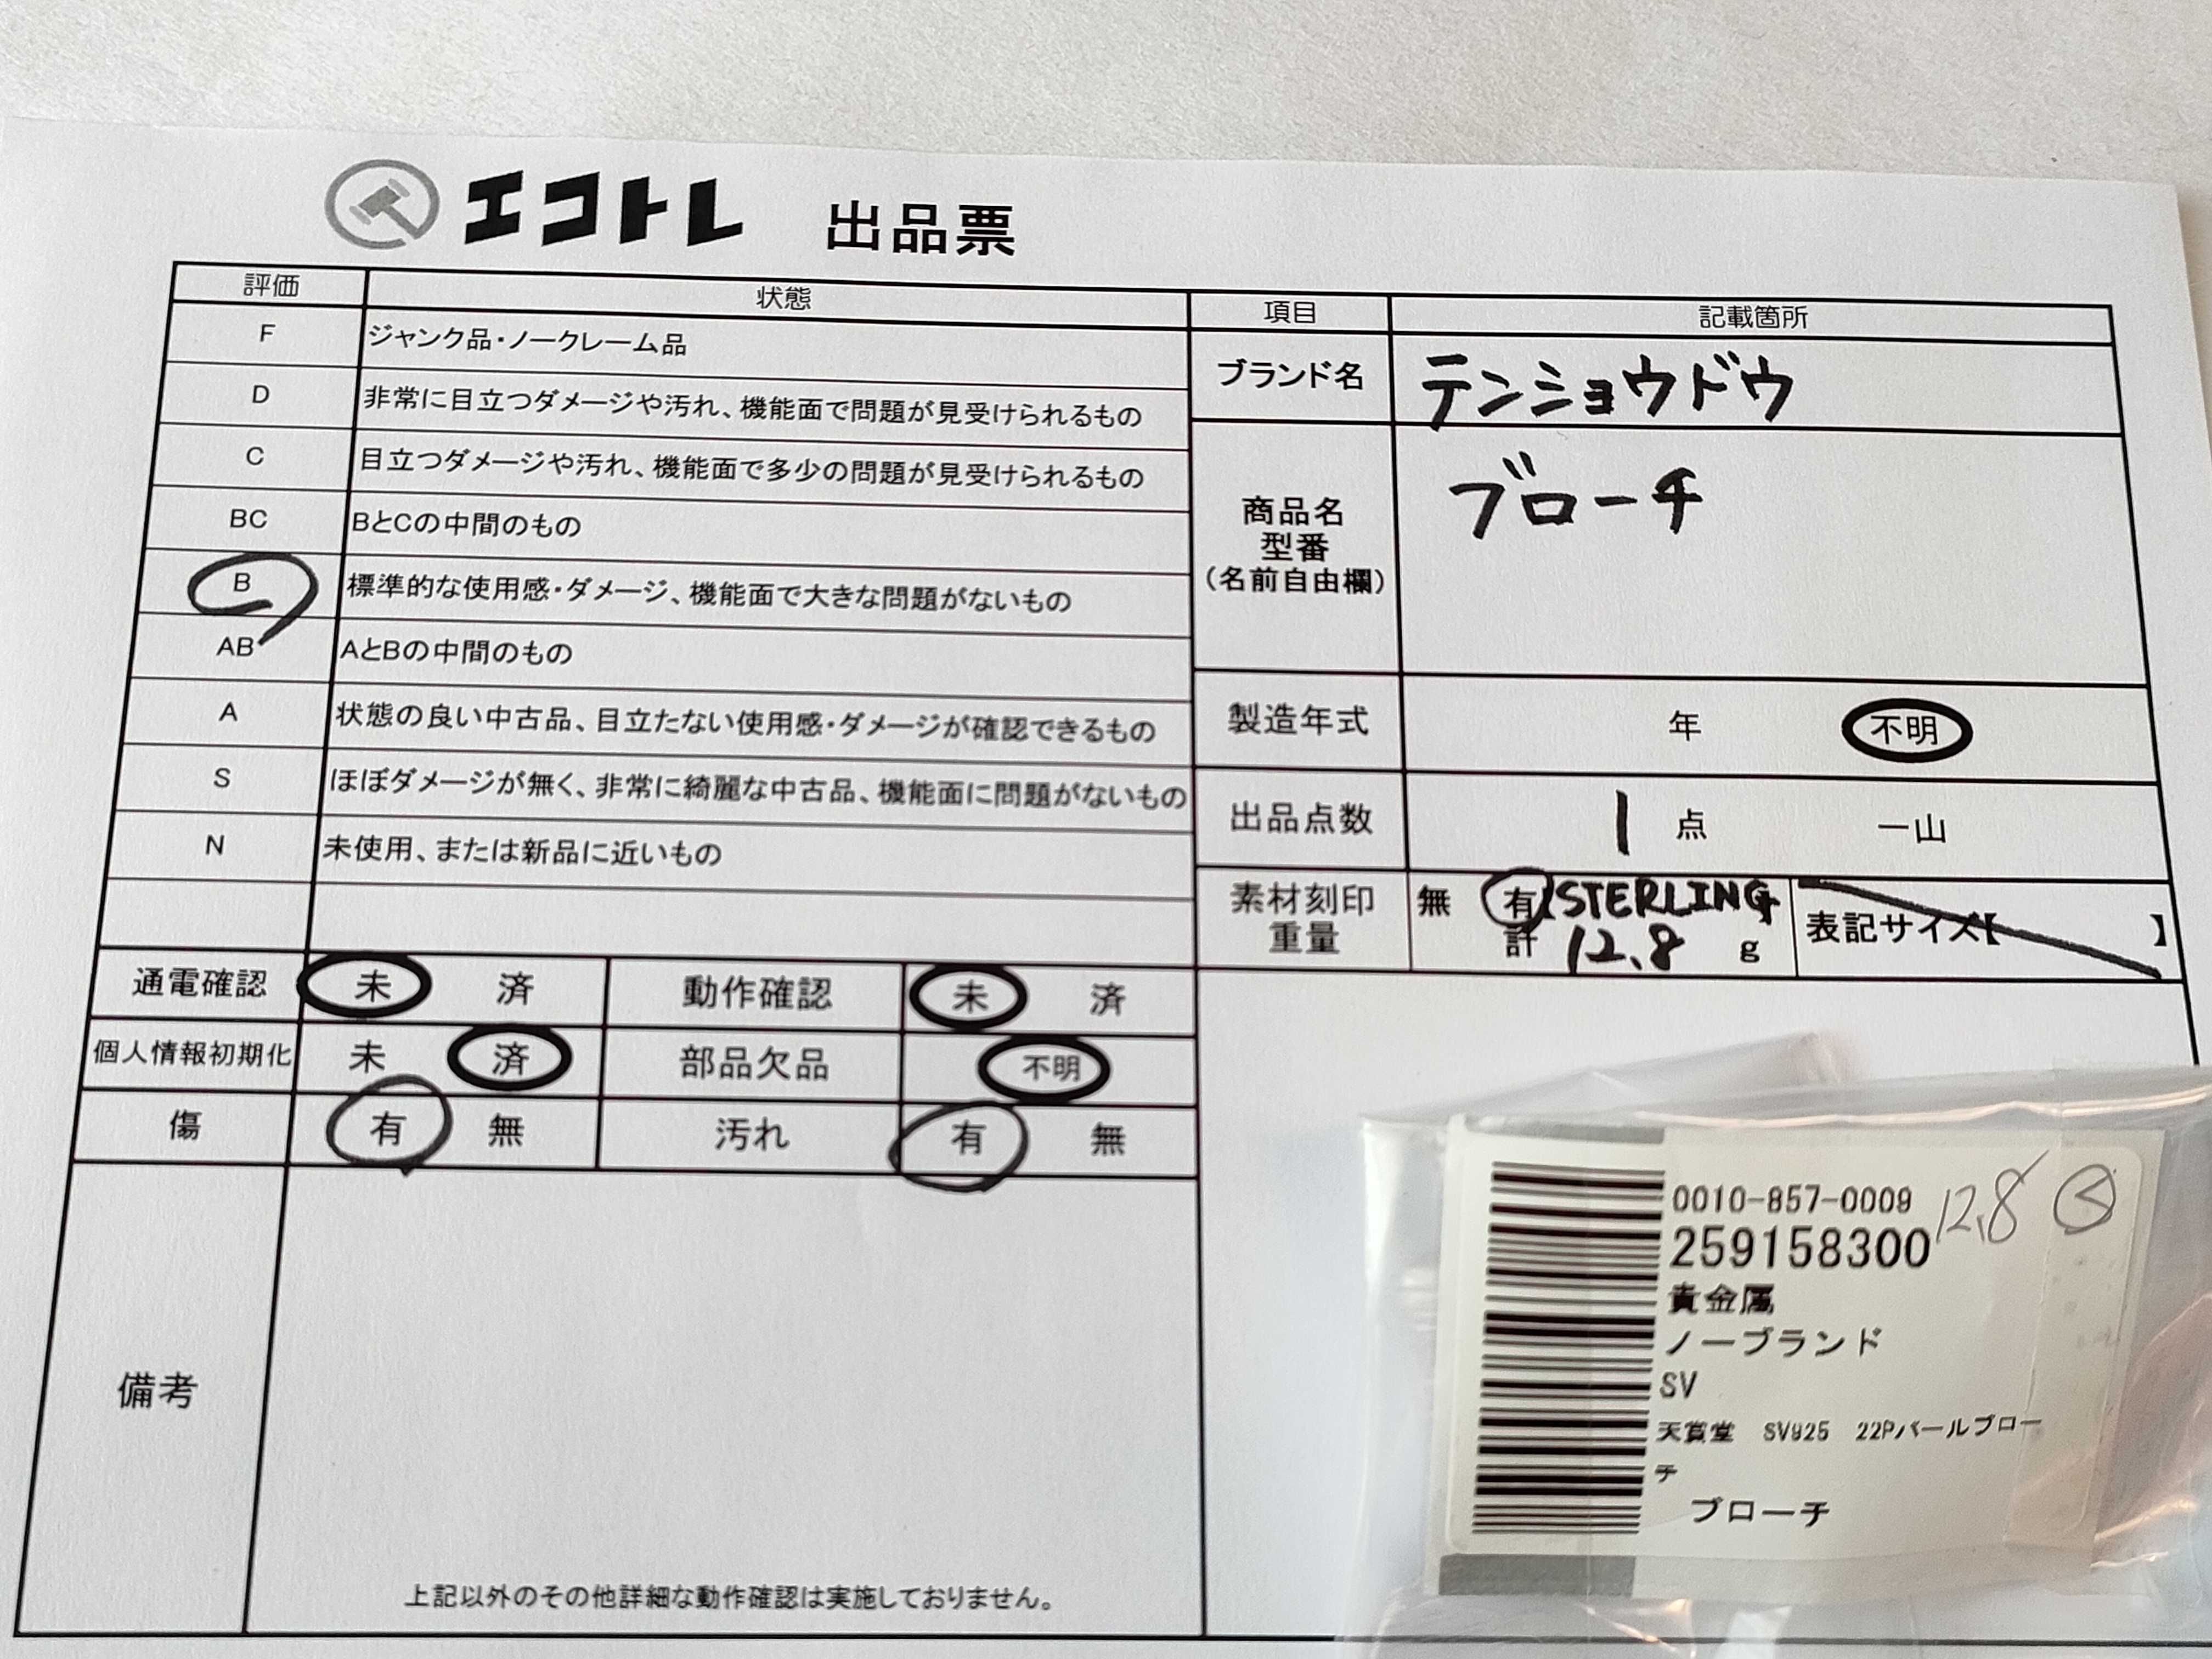 エコトレ 出品票
評価 状態
F ジャンク品・ノークレーム品
D 非常に目立つダメージや汚れ、機能面で問題が見受けられるもの
C 目立つダメージや汚れ、機能面で多少の問題が見受けられるもの
BC BとCの中間のもの
B 標準的な使用感・ダメージ、機能面で大きな問題がないもの
AB AとBの中間のもの
A 状態の良い中古品、目立たない使用感・ダメージが確認できるもの
S ほぼダメージが無く、非常に綺麗な中古品、機能面に問題がないもの
N 未使用、または新品に近いもの
通電確認 未 済 動作確認 未 済
個人情報初期化 未 済 部品欠品 不明
傷 有 無 汚れ 有 無
備考
上記以外のその他詳細な動作確認は実施しておりません。
項目 記載箇所
ブランド名 テンショウドウ
商品名
型番
(名前自由欄)
ブローチ
製造年式 年 不明
出品点数 1 点 一山
素材刻印 無 有 STERLING
重量 計 12.8 g
表記サイズ【 】
0010-857-0009 12.8
259158300
貴金属
ノーブランド
SV
天賞堂 SV925 22Pパールブロー
チ
ブローチ